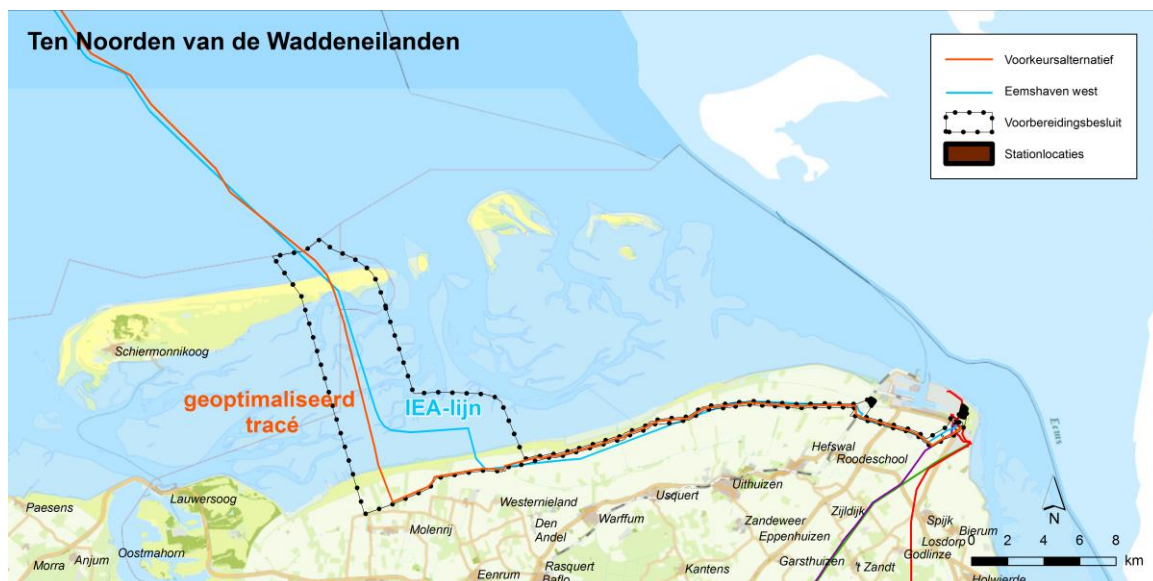 Ten Noorden van de Waddeneilanden
Voorkeursalternatief
Eemshaven west
Voorbereidingsbesluit
Stationlocaties
Schiermonnikoog
geoptimaliseerd
tracé
IEA-lijn
Eems
Hefswal
Roodeschool
Paesens
Lauwersoog
Westernieland
Usquert
Uithuizen
Molenrij
Den
Andel
Warffum
Zandeweer
Eppenhuizen
Zijldijk
Spijk
Bierum
Losdorp
Godlinze
Oostmahorn
Anjum
Morra
Eenrum
Rasquert
Baflo
Kantens
Garsthuizen
't Zandt
Holwierde
N
0 2 4 6 8
km